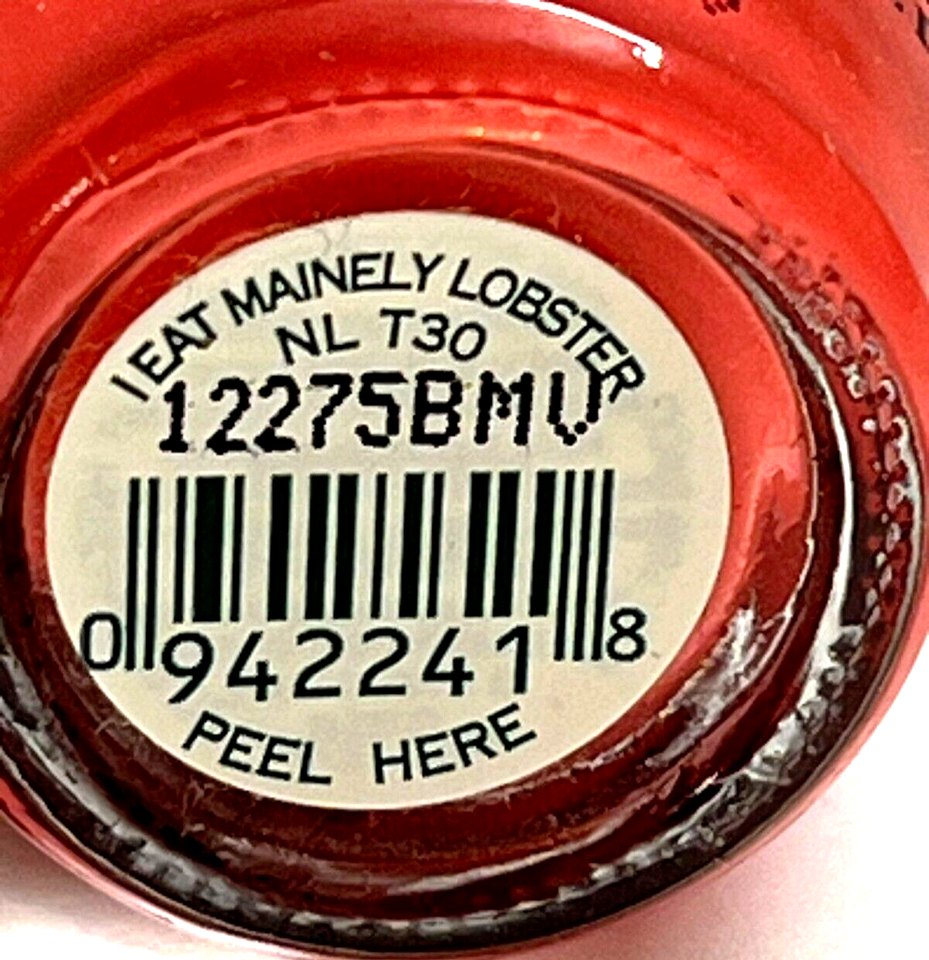 I EAT MAINELY LOBSTER
NL T30
12275BMV
0 942241 8
PEEL HERE